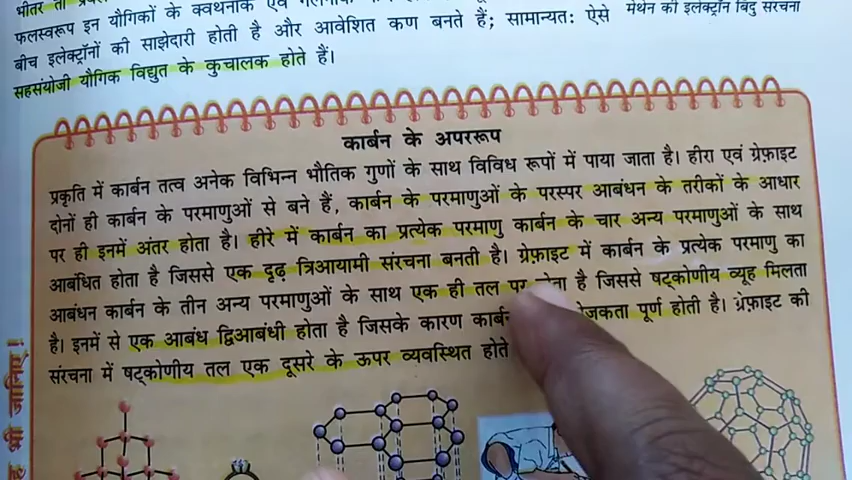 भीतर तो
फलस्वरूप इन यौगिकों के क्वथनांक एवं
बीच इलेक्ट्रॉनों की साझेदारी होती है और आवेशित कण बनते हैं; सामान्यत: ऐसे
सहसंयोजी यौगिक विद्युत के कुचालक होते हैं।
मेथेन की इलेक्ट्रॉन बिंदु संरचना
कार्बन के अपररूप
प्रकृति में कार्बन तत्व अनेक विभिन्न भौतिक गुणों के साथ विविध रूपों में पाया जाता है। हीरा एवं ग्रेफ़ाइट
दोनों ही कार्बन के परमाणुओं से बने हैं, कार्बन के परमाणुओं के परस्पर आबंधन के तरीकों के आधार
पर ही इनमें अंतर होता है। हीरे में कार्बन का प्रत्येक परमाणु कार्बन के चार अन्य परमाणुओं के साथ
आबंधित होता है जिससे एक दृढ़ त्रिआयामी संरचना बनती है। ग्रेफ़ाइट में कार्बन के प्रत्येक परमाणु का
आबंधन कार्बन के तीन अन्य परमाणुओं के साथ एक ही तल पर होता है जिससे षट्कोणीय व्यूह मिलता
है। इनमें से एक आबंध द्विआबंधी होता है जिसके कारण कार्बन पूर्ण होती है। ग्रेफ़ाइट की
संरचना में षट्कोणीय तल एक दूसरे के ऊपर व्यवस्थित होते
भी जानिए!